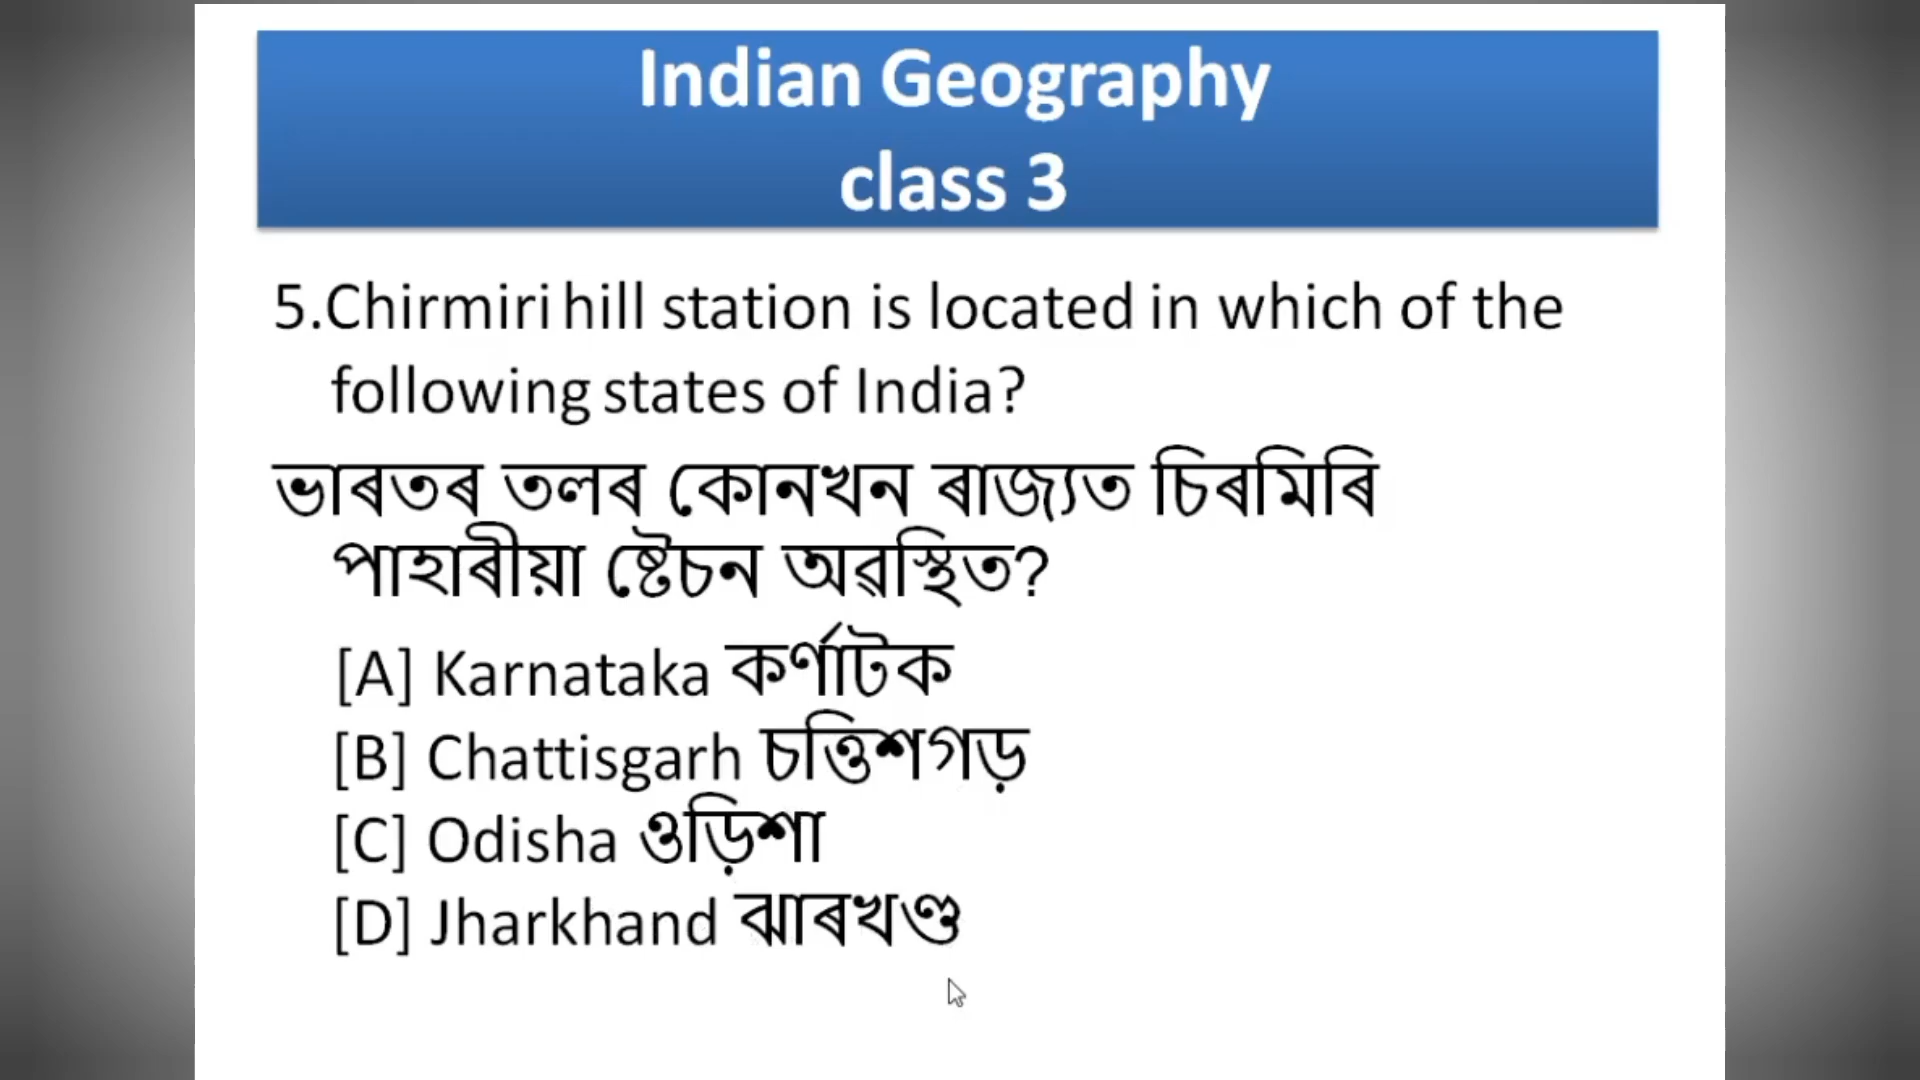 Indian Geography
class 3
5.Chirmiri hill station is located in which of the
following states of India?
ভাৰতৰ তলৰ কোনখন ৰাজ্যত চিৰমিৰি
পাহাৰীয়া ষ্টেচন অৱস্থিত?
[A] Karnataka কৰ্ণাটক
[B] Chattisgarh চত্তিশগড়
[C] Odisha ওড়িশা
[D] Jharkhand ঝাৰখণ্ড